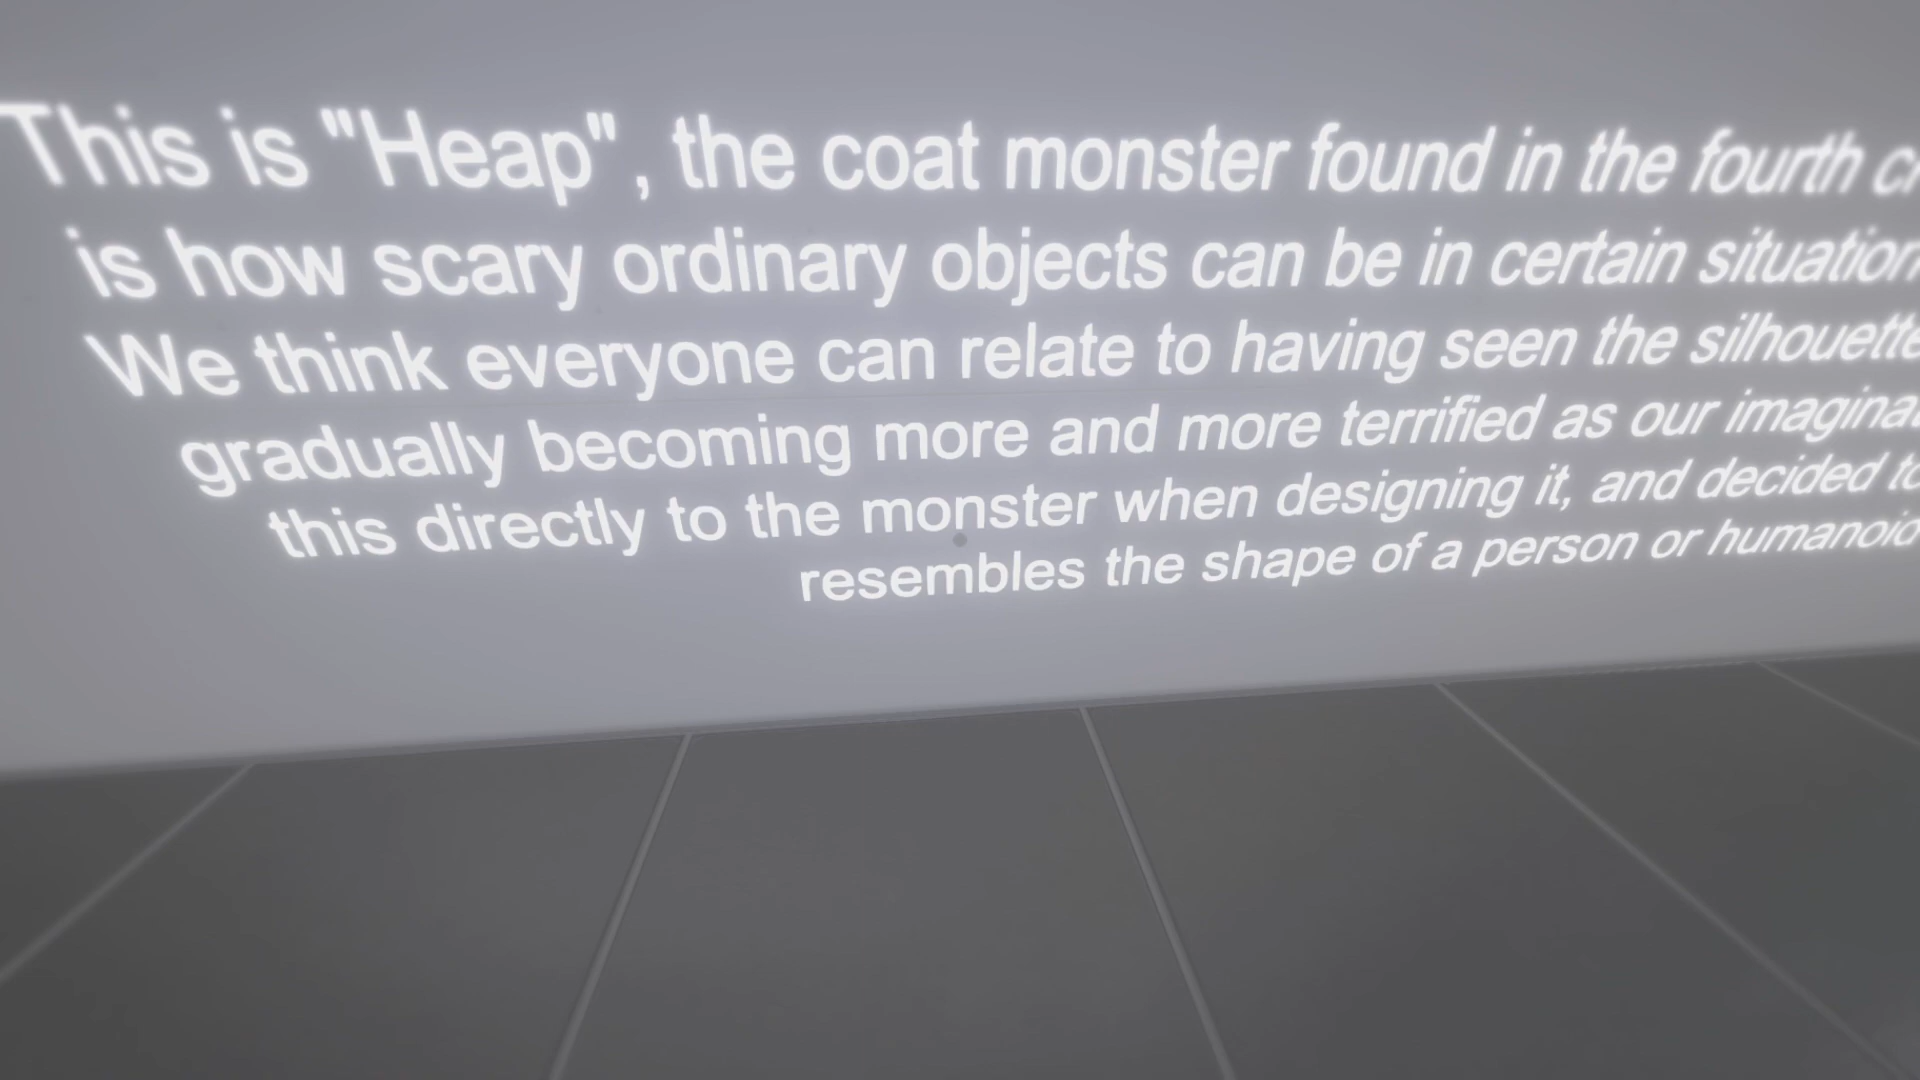 This is "Heap", the coat monster found in the fourth
is how scary ordinary objects can be in certain
We think everyone can relate to having seen the
gradually becoming more and more terrified as our
this directly to the monster when designing it, and decided to
resembles the shape of a person or humanoid